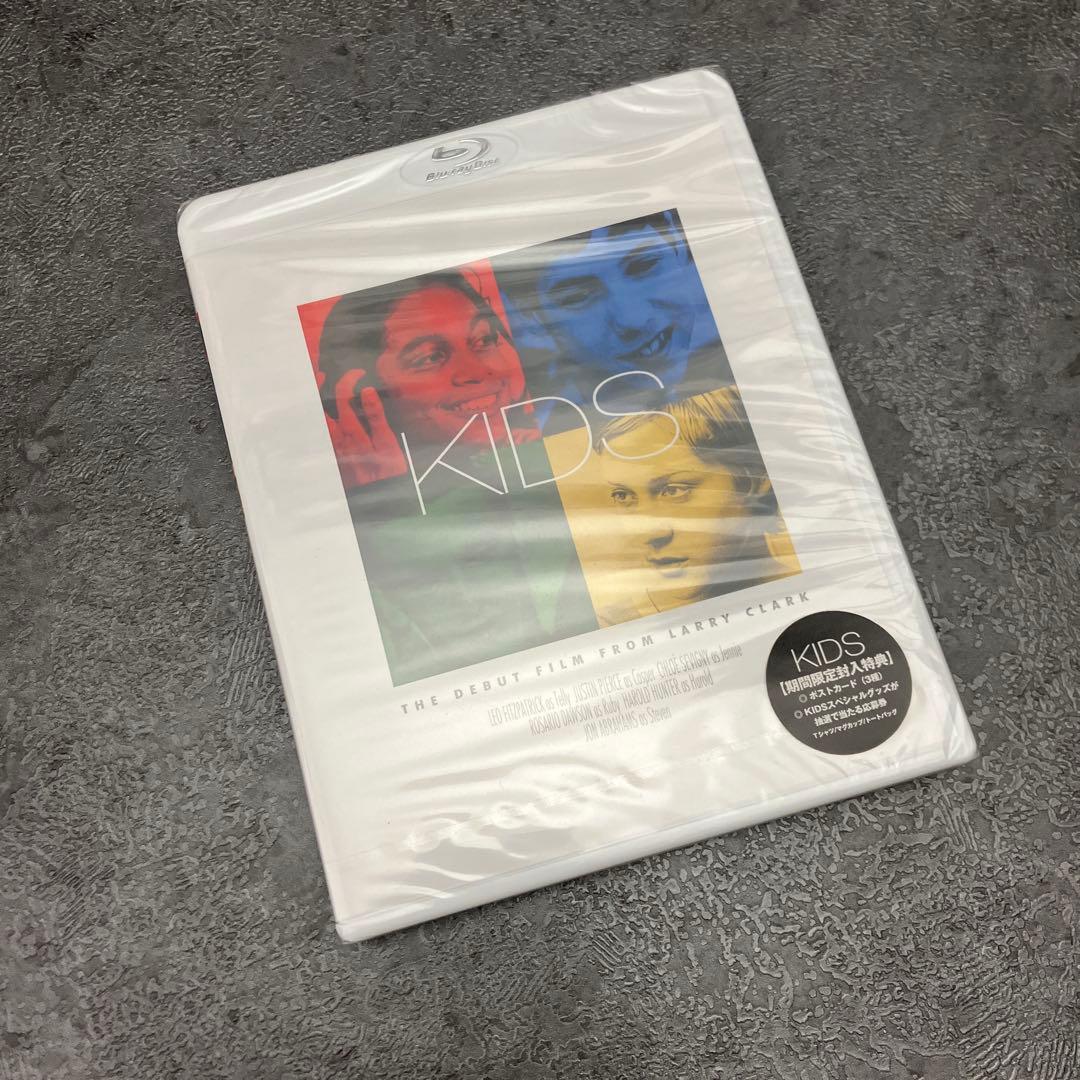 Blu-ray Disc
KIDS
THE DEBUT FILM FROM LARRY CLARK
LEO FITZPATRICK as Telly JUSTIN PIERCE as Casper CHLOË SEVIGNY as Jennie
ROSARIO DAWSON as Ruby HAROLD HUNTER as Harold
JON ABRAHAMS as Steven
KIDS
【期間限定封入特典】
◎ポストカード(3種)
◎KIDSスペシャルグッズが
抽選で当たる応募券
Tシャツ/マグカップ/トートバッグ